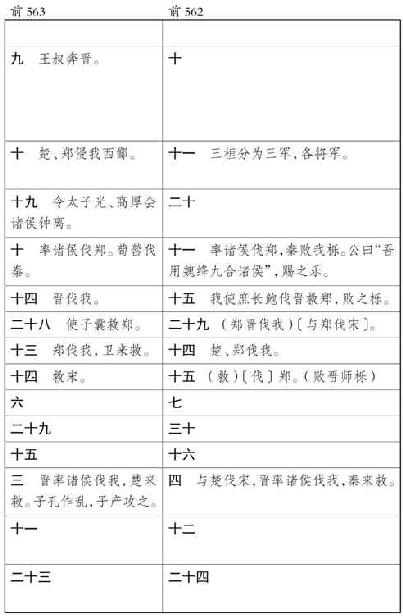 前 563 前 562
九 王叔奔晋。 十
十 楚、郑侵我西鄙。 十一 三桓分为三军,各将军。
十九 令太子光、高厚会 二十
诸侯钟离。
十 率诸侯伐郑。荀罃伐 十一 率诸侯伐郑,秦败我栎。公曰“吾
秦。 用魏绛九合诸侯”,赐之乐。
十四 晋伐我。 十五 我使庶长鲍伐晋救郑,败之栎。
二十八 使子囊救郑。 二十九 (郑晋伐我)〔与郑伐宋〕。
十三 郑伐我,卫来救。 十四 楚、郑伐我。
十四 救宋。 十五 (救)〔伐〕郑。(败晋师栎)
六 七
二十九 三十
十五 十六
三 晋率诸侯伐我,楚来 四 与楚伐宋,晋率诸侯伐我,秦来救。
救。子孔作乱,子产攻之。
十一 十二
二十三 二十四